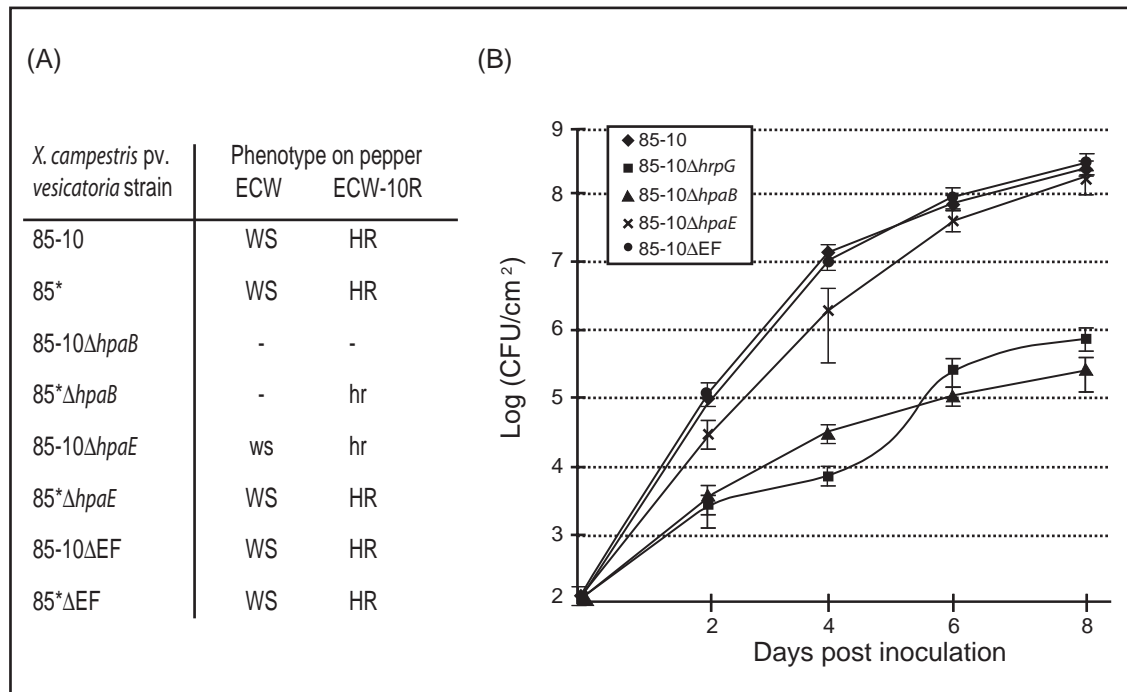 (A)
X. campestris pv.
vesicatoria strain
Phenotype on pepper
ECW ECW-10R
85-10 WS HR
85* WS HR
85-10ΔhpaB - -
85*ΔhpaB - hr
85-10ΔhpaE ws hr
85*ΔhpaE WS HR
85-10ΔEF WS HR
85*ΔEF WS HR
(B)
9
8
7
6
5
4
3
2
Log (CFU/cm²)
85-10
85-10ΔhrpG
85-10ΔhpaB
85-10ΔhpaE
85-10ΔEF
2 4 6 8
Days post inoculation